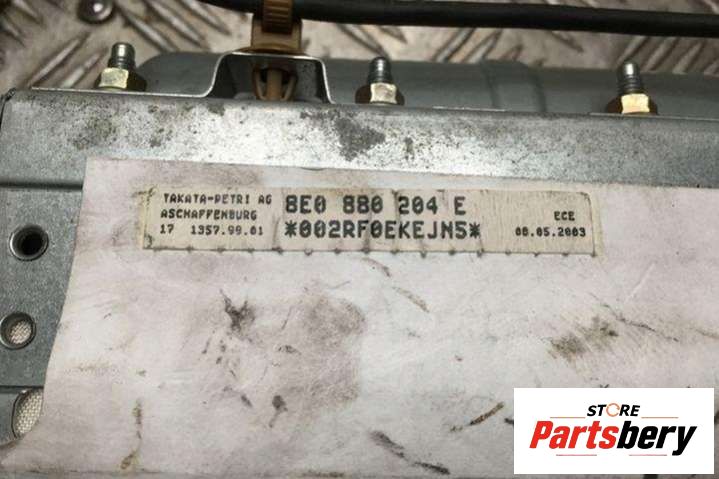 TAKATA-PETRI AG
ASCHAFFENBURG
17 1357.99.01
8E0 880 204 E
*002RF0EKEJN5*
ECE
08.05.2003
STORE
Partsbery